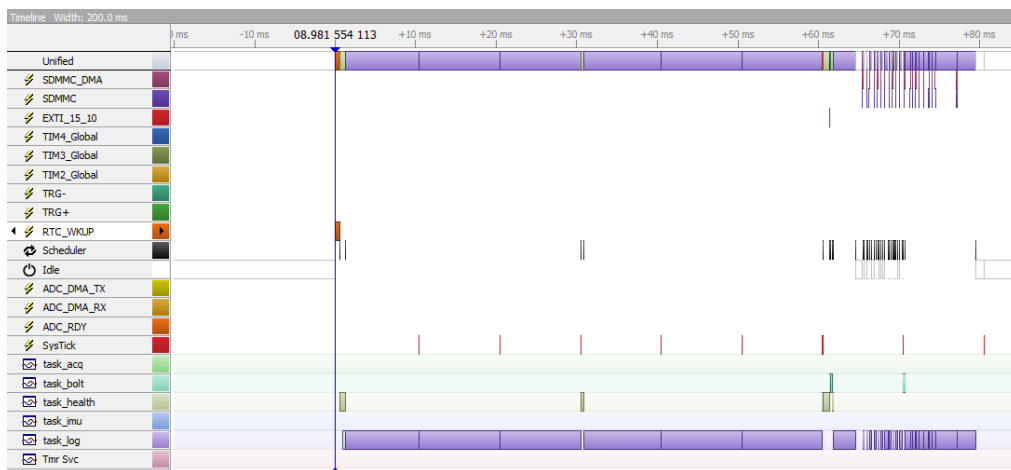 Timeline Width: 200.0 ms
0 ms -10 ms 08.981 554 113 +10 ms +20 ms +30 ms +40 ms +50 ms +60 ms +70 ms +80 ms
Unified
SDMMC_DMA
SDMMC
EXTI_15_10
TIM4_Global
TIM3_Global
TIM2_Global
TRG-
TRG+
RTC_WKUP
Scheduler
Idle
ADC_DMA_TX
ADC_DMA_RX
ADC_RDY
SysTick
task_acq
task_bolt
task_health
task_imu
task_log
Tmr Svc